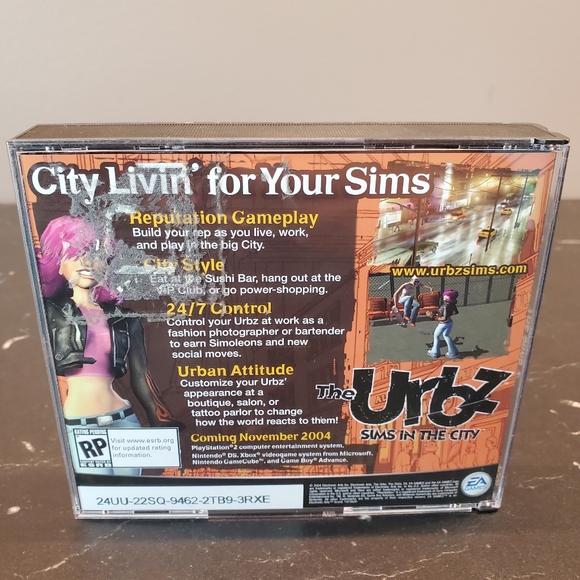 City Livin' for Your Sims
Reputation Gameplay
Build your rep as you live, work,
and play in the big City.
City Style
Eat at the Sushi Bar, hang out at the
Club, or go power-shopping.
24/7 Control
Control your Urbz at work as a
fashion photographer or bartender
to earn Simoleons and new
social moves.
Urban Attitude
Customize your Urbz'
appearance at a
boutique, salon, or
tattoo parlor to change
how the world reacts to them!
Coming November 2004
PlayStation®2 computer entertainment system,
Nintendo® DS, Xbox® videogame system from Microsoft,
Nintendo GameCube™, and Game Boy® Advance.
www.urbzsims.com
The Urbz
SIMS IN THE CITY
RATING PENDING
RP
ESRB
Visit www.esrb.org
for updated rating
information.
24UU-22SQ-9462-2TB9-3RXE
EA